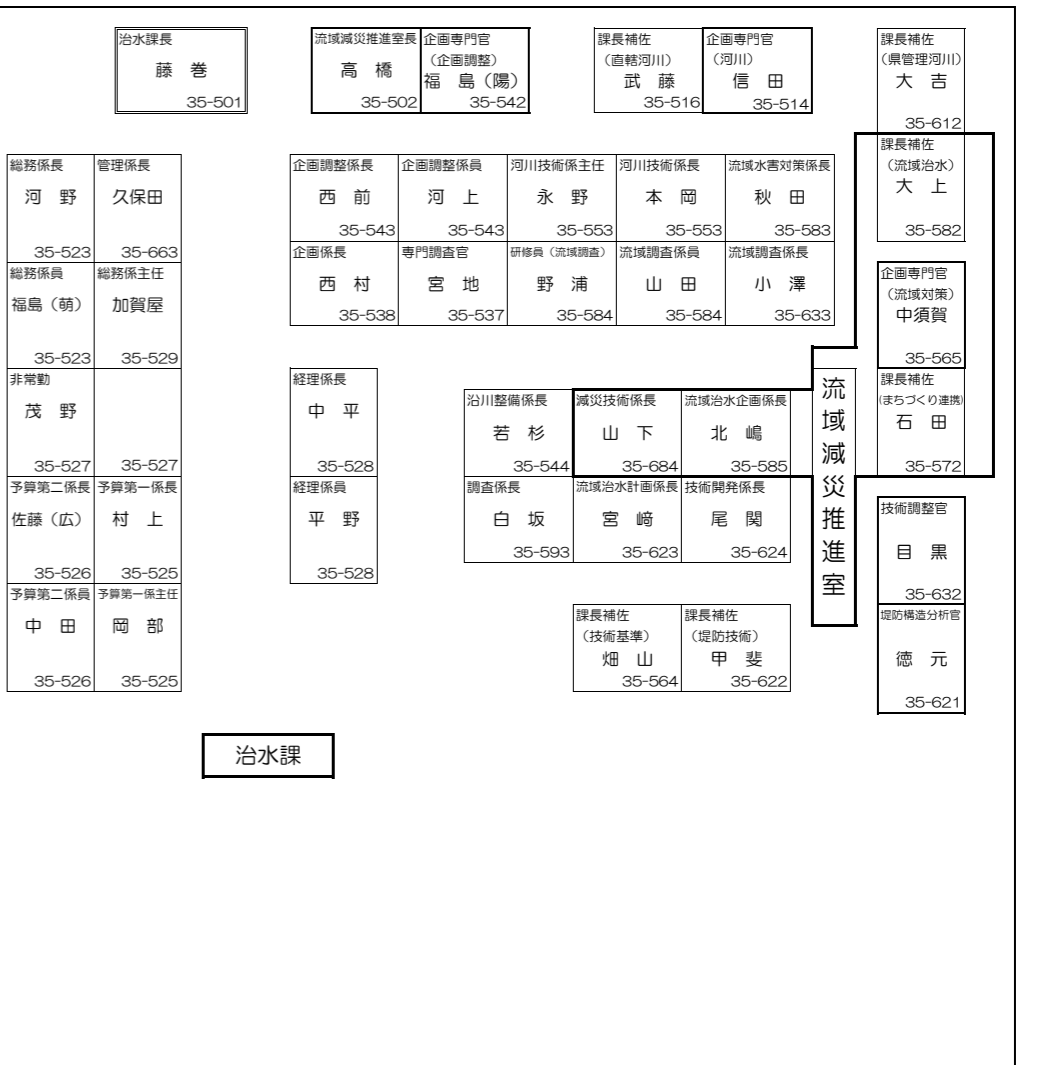 治水課長
藤　巻
35-501
流域減災推進室長
高　橋
35-502
企画専門官
（企画調整）
福　島（陽）
35-542
課長補佐
（直轄河川）
武　藤
35-516
企画専門官
（河川）
信　田
35-514
課長補佐
（県管理河川）
大　吉
35-612
課長補佐
（流域治水）
大　上
35-582
企画専門官
（流域対策）
中須賀
35-565
課長補佐
（まちづくり連携）
石　田
35-572
技術調整官
目　黒
35-632
堤防構造分析官
徳　元
35-621
総務係長
河　野
35-523
管理係長
久保田
35-663
総務係員
福島（萌）
35-523
総務係主任
加賀屋
35-529
非常勤
茂　野
35-527
35-527
予算第二係長
佐藤（広）
35-526
予算第一係長
村　上
35-525
予算第二係員
中　田
35-526
予算第一係主任
岡　部
35-525
企画調整係長
西　前
35-543
企画調整係員
河　上
35-543
河川技術係主任
永　野
35-553
河川技術係長
本　岡
35-553
流域水害対策係長
秋　田
35-583
企画係長
西　村
35-538
専門調査官
宮　地
35-537
研修員（流域調査）
野　浦
35-584
流域調査係員
山　田
35-584
流域調査係長
小　澤
35-633
経理係長
中　平
35-528
経理係員
平　野
35-528
沿川整備係長
若　杉
35-544
減災技術係長
山　下
35-684
流域治水企画係長
北　嶋
35-585
調査係長
白　坂
35-593
流域治水計画係長
宮　﨑
35-623
技術開発係長
尾　関
35-624
流域減災推進室
課長補佐
（技術基準）
畑　山
35-564
課長補佐
（堤防技術）
甲　斐
35-622
治水課